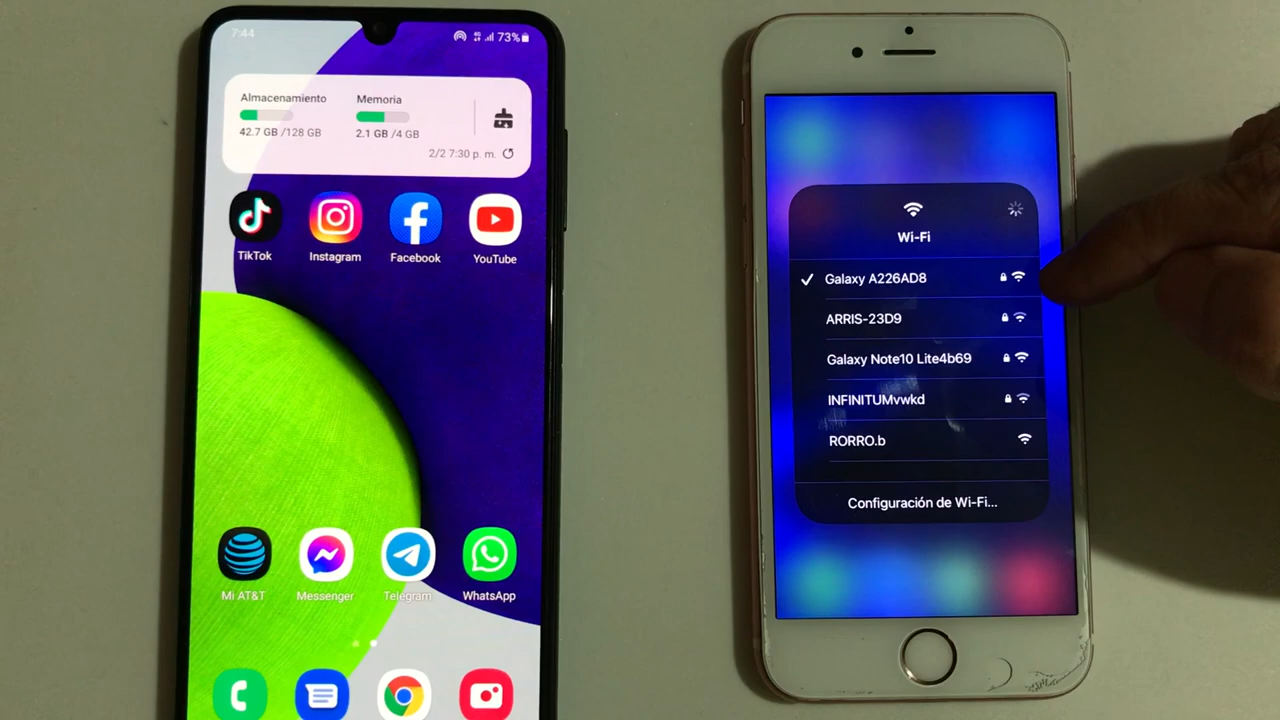 7:44
4G 73%
Almacenamiento
Memoria
42.7 GB /128 GB
2.1 GB /4 GB
2/2 7:30 p. m.
TikTok
Instagram
Facebook
YouTube
Mi AT&T
Messenger
Telegram
WhatsApp
Wi-Fi
Galaxy A226AD8
ARRIS-23D9
Galaxy Note10 Lite4b69
INFINITUMvwkd
RORRO.b
Configuración de Wi-Fi...